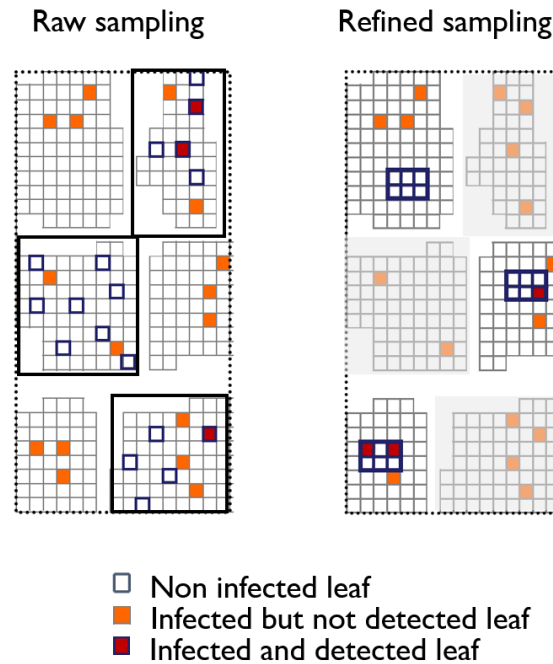 Raw sampling
Refined sampling
Non infected leaf
Infected but not detected leaf
Infected and detected leaf